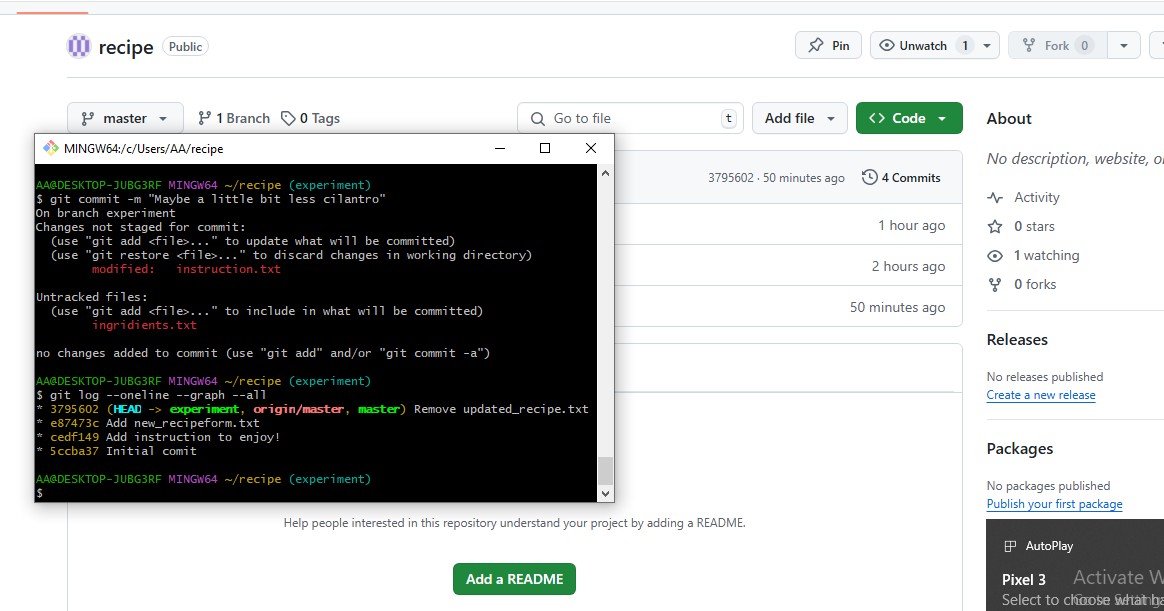 recipe Public
Pin
Unwatch 1
Fork 0
master
1 Branch
0 Tags
Go to file t
Add file
Code
About
MINGW64:/c/Users/AA/recipe
No description, website,
3795602 · 50 minutes ago
4 Commits
AA@DESKTOP-JUBG3RF MINGW64 ~/recipe (experiment)
$ git commit -m "Maybe a little bit less cilantro"
On branch experiment
Changes not staged for commit:
(use "git add <file>..." to update what will be committed)
(use "git restore <file>..." to discard changes in working directory)
modified: instruction.txt
Untracked files:
(use "git add <file>..." to include in what will be committed)
ingridients.txt
no changes added to commit (use "git add" and/or "git commit -a")
AA@DESKTOP-JUBG3RF MINGW64 ~/recipe (experiment)
$ git log --oneline --graph --all
* 3795602 (HEAD -> experiment, origin/master, master) Remove updated_recipe.txt
* e87473c Add new_recipeform.txt
* cedf149 Add instruction to enjoy!
* 5ccba37 Initial comit
AA@DESKTOP-JUBG3RF MINGW64 ~/recipe (experiment)
$
1 hour ago
2 hours ago
50 minutes ago
Activity
0 stars
1 watching
0 forks
Releases
No releases published
Create a new release
Packages
No packages published
Publish your first package
Help people interested in this repository understand your project by adding a README.
Add a README
AutoPlay
Pixel 3
Activate W
Select to choose what ha